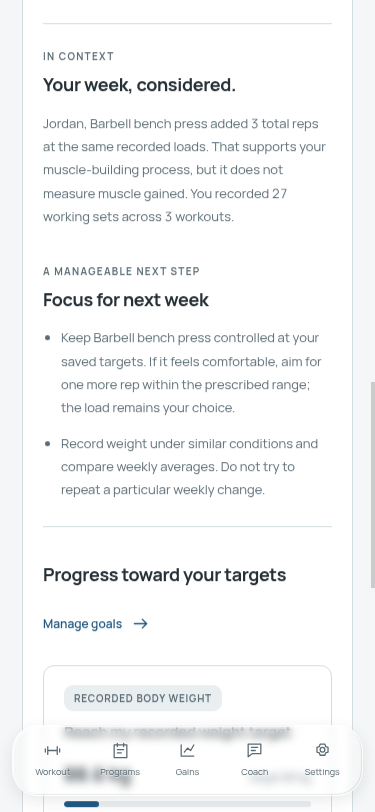 IN CONTEXT
Your week, considered.
Jordan, Barbell bench press added 3 total reps
at the same recorded loads. That supports your
muscle-building process, but it does not
measure muscle gained. You recorded 27
working sets across 3 workouts.
A MANAGEABLE NEXT STEP
Focus for next week
Keep Barbell bench press controlled at your
saved targets. If it feels comfortable, aim for
one more rep within the prescribed range;
the load remains your choice.
Record weight under similar conditions and
compare weekly averages. Do not try to
repeat a particular weekly change.
Progress toward your targets
Manage goals
RECORDED BODY WEIGHT
Reach my recorded weight target
Workout Programs Gains Coach Settings